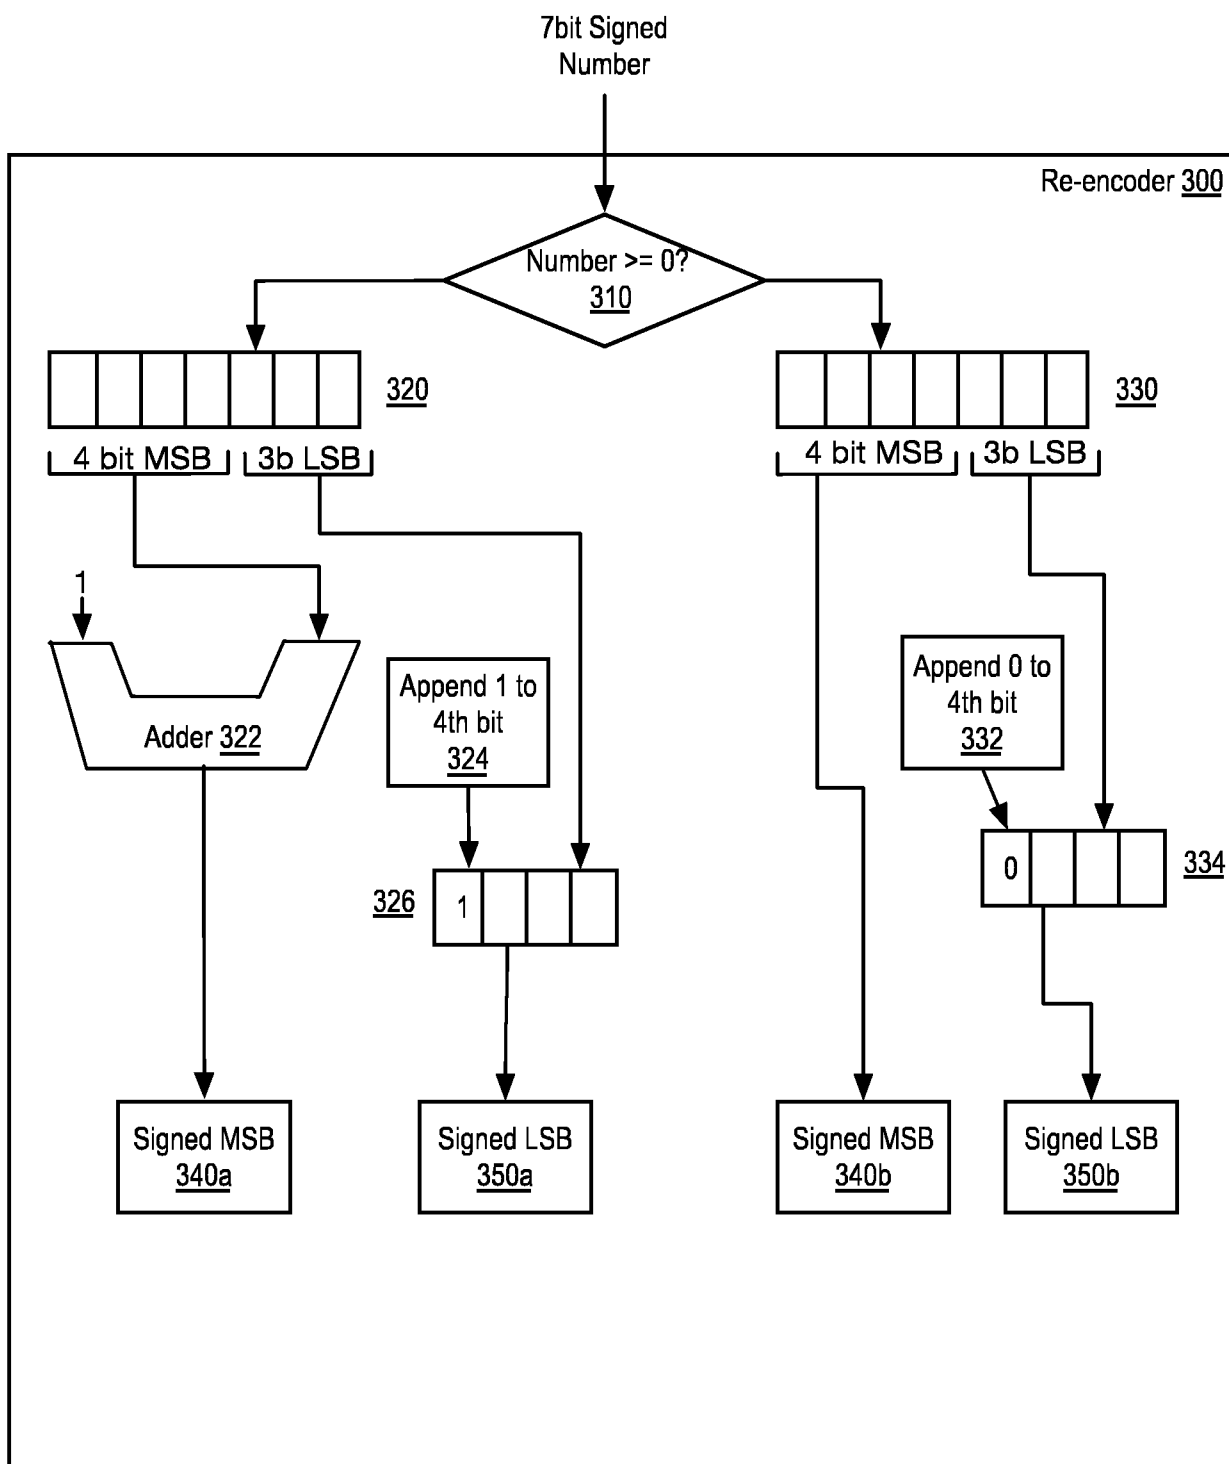 7bit Signed
Number
Re-encoder 300
Number >= 0?
310
320
330
4 bit MSB
3b LSB
4 bit MSB
3b LSB
1
Adder 322
Append 1 to
4th bit
324
Append 0 to
4th bit
332
326
1
0
334
Signed MSB
340a
Signed LSB
350a
Signed MSB
340b
Signed LSB
350b